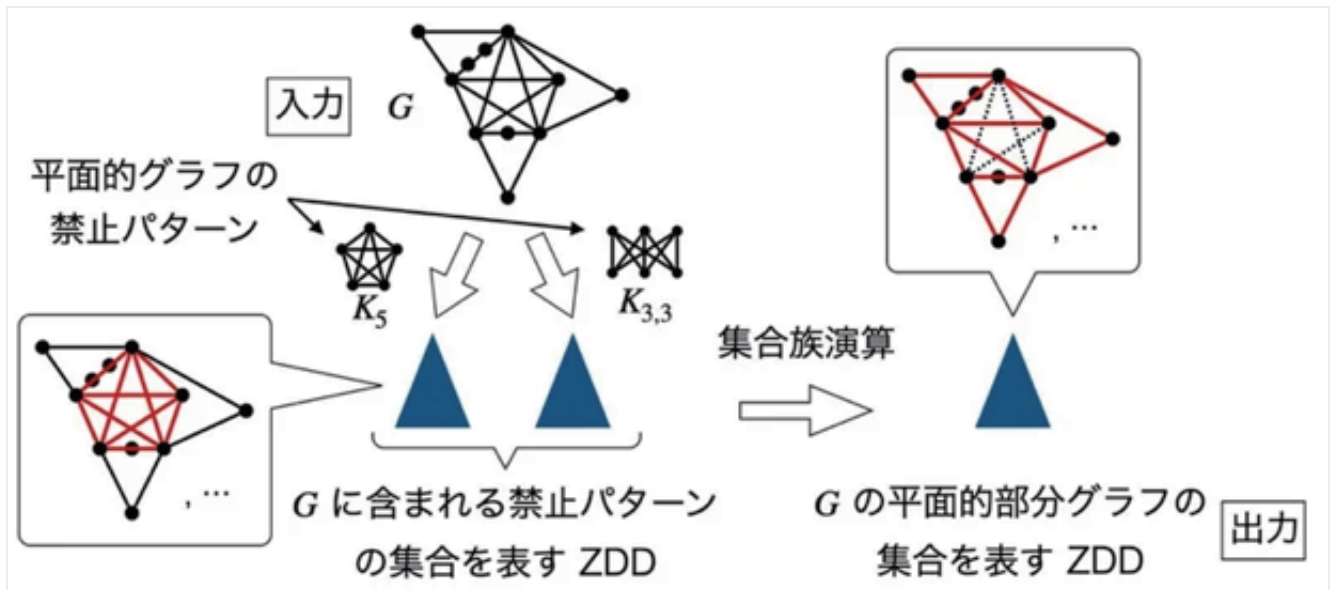 入力
G
平面的グラフの
禁止パターン
K5
K3,3
, ...
集合族演算
, ...
G に含まれる禁止パターン
の集合を表す ZDD
G の平面的部分グラフの
集合を表す ZDD
出力